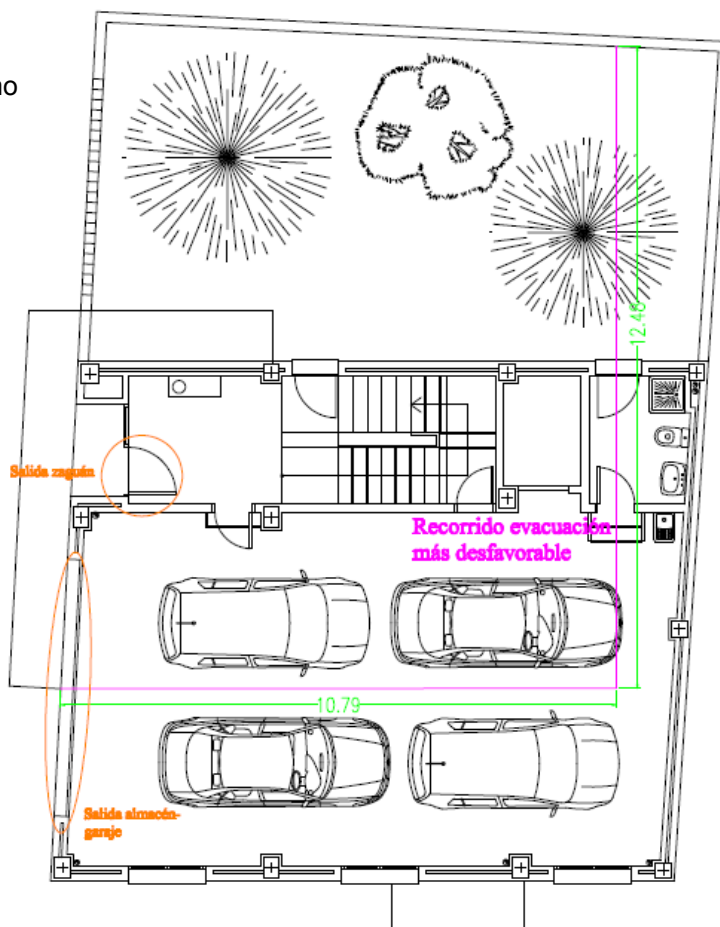 no
12.48
Salida zaguán
Recorrido evacuación
más desfavorable
10.79
Salida almacén-
garaje